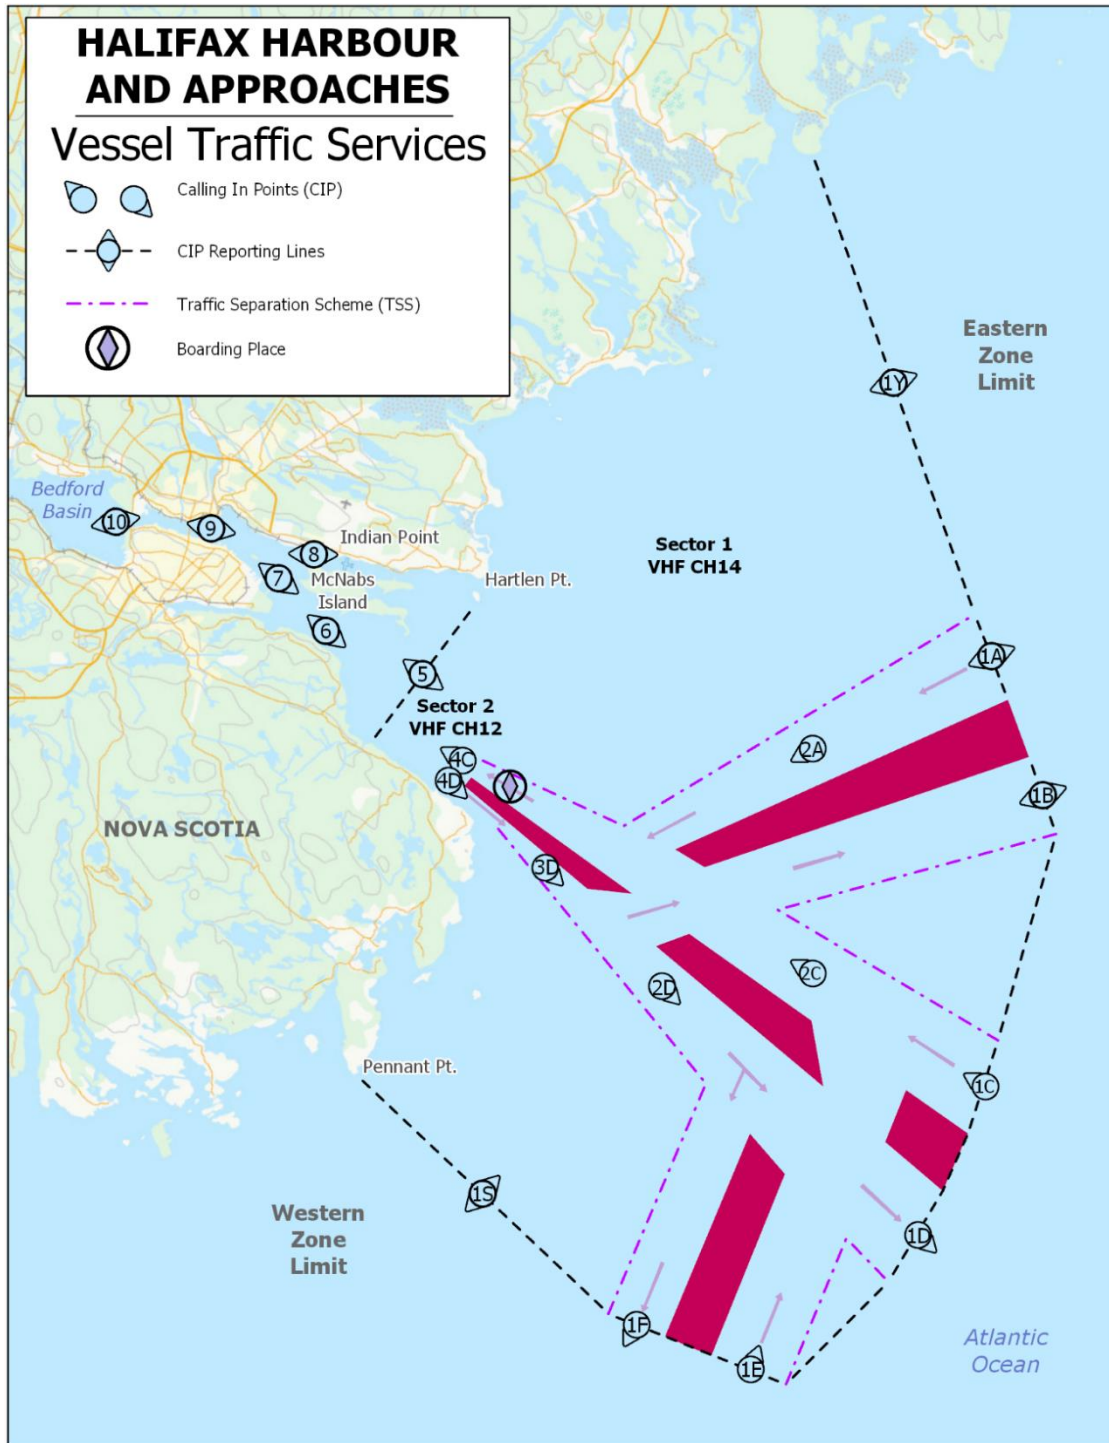 HALIFAX HARBOUR
AND APPROACHES
Vessel Traffic Services
Calling In Points (CIP)
CIP Reporting Lines
Traffic Separation Scheme (TSS)
Boarding Place
Eastern
Zone
Limit
1Y
Bedford
Basin
10
9
8
Indian Point
7
McNabs
Island
Hartlen Pt.
Sector 1
VHF CH14
6
5
1A
Sector 2
VHF CH12
4C
4D
2A
1B
NOVA SCOTIA
3D
2C
2D
Pennant Pt.
1C
1S
Western
Zone
Limit
1D
1F
1E
Atlantic
Ocean